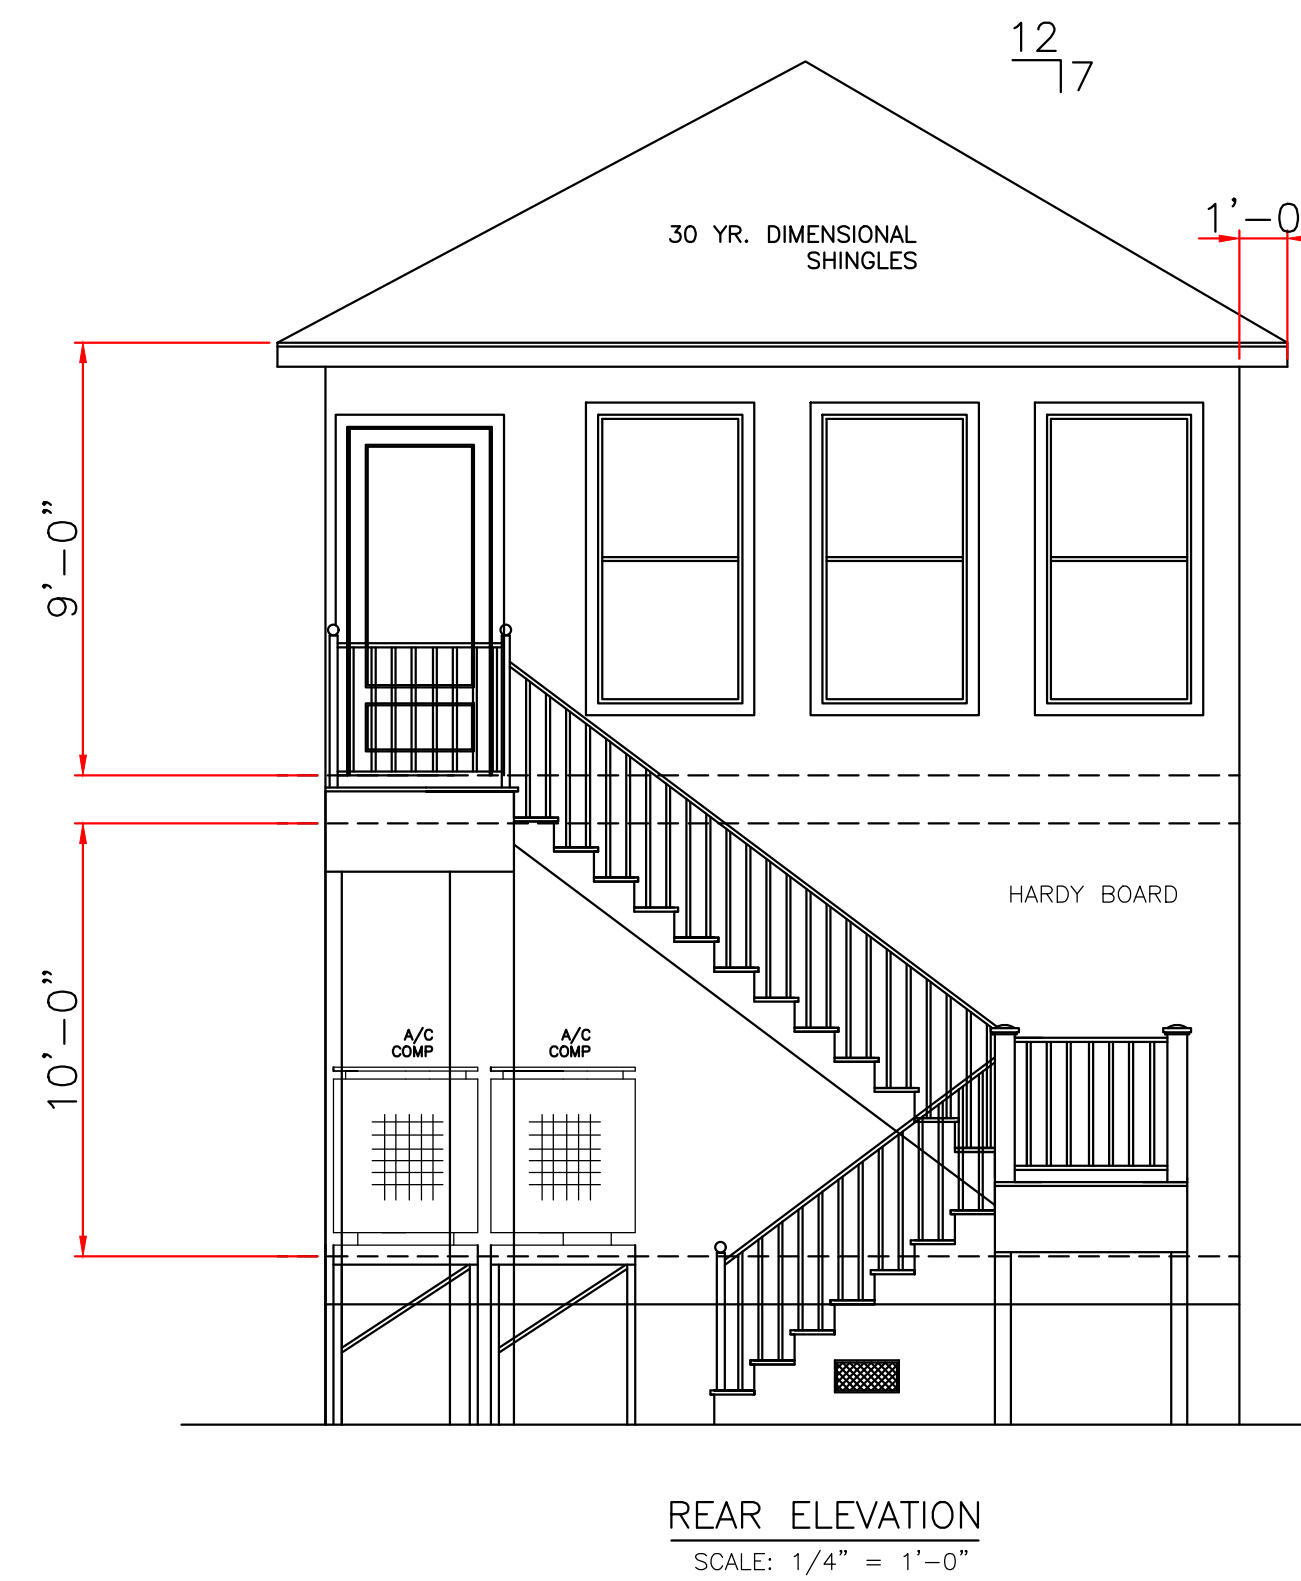 12
7
1'-0
30 YR. DIMENSIONAL
SHINGLES
9'-0"
HARDY BOARD
10'-0"
A/C
COMP
A/C
COMP
REAR ELEVATION
SCALE: 1/4" = 1'-0"